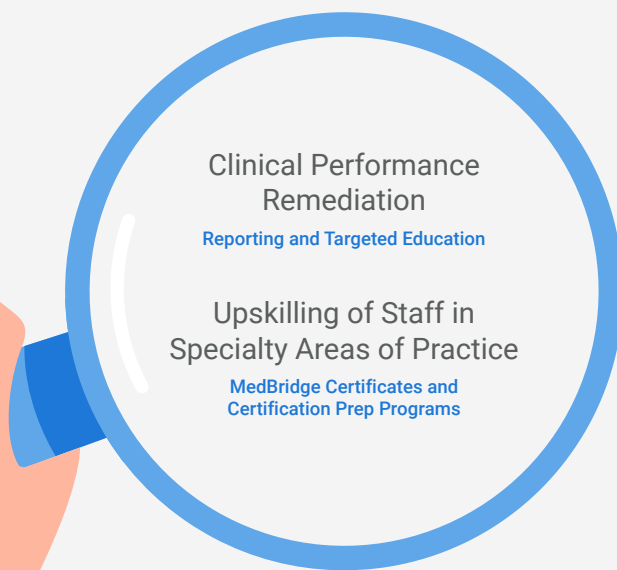 Clinical Performance
Remediation
Reporting and Targeted Education
Upskilling of Staff in
Specialty Areas of Practice
MedBridge Certificates and
Certification Prep Programs